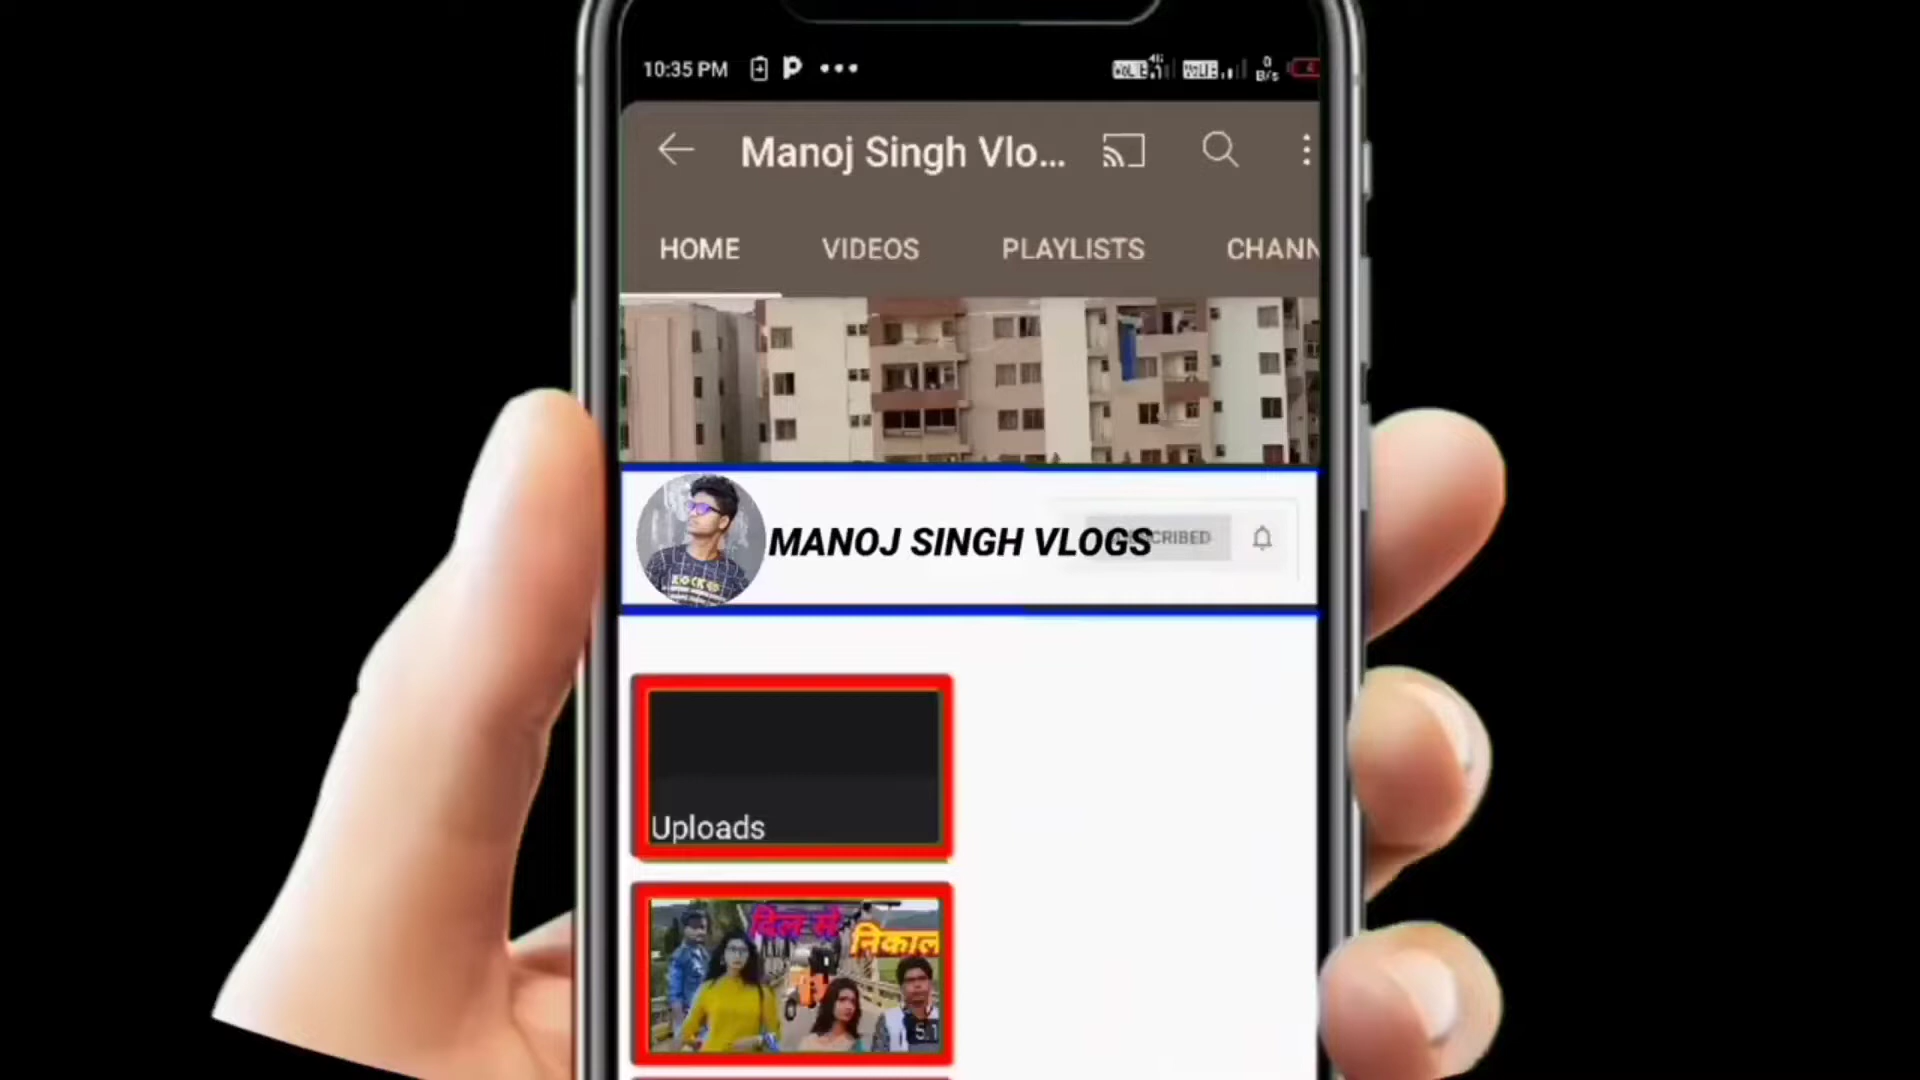 10:35 PM
Manoj Singh Vlo...
HOME VIDEOS PLAYLISTS CHANN
MANOJ SINGH VLOGS
CRIBED
Uploads
दिल से
निकाल